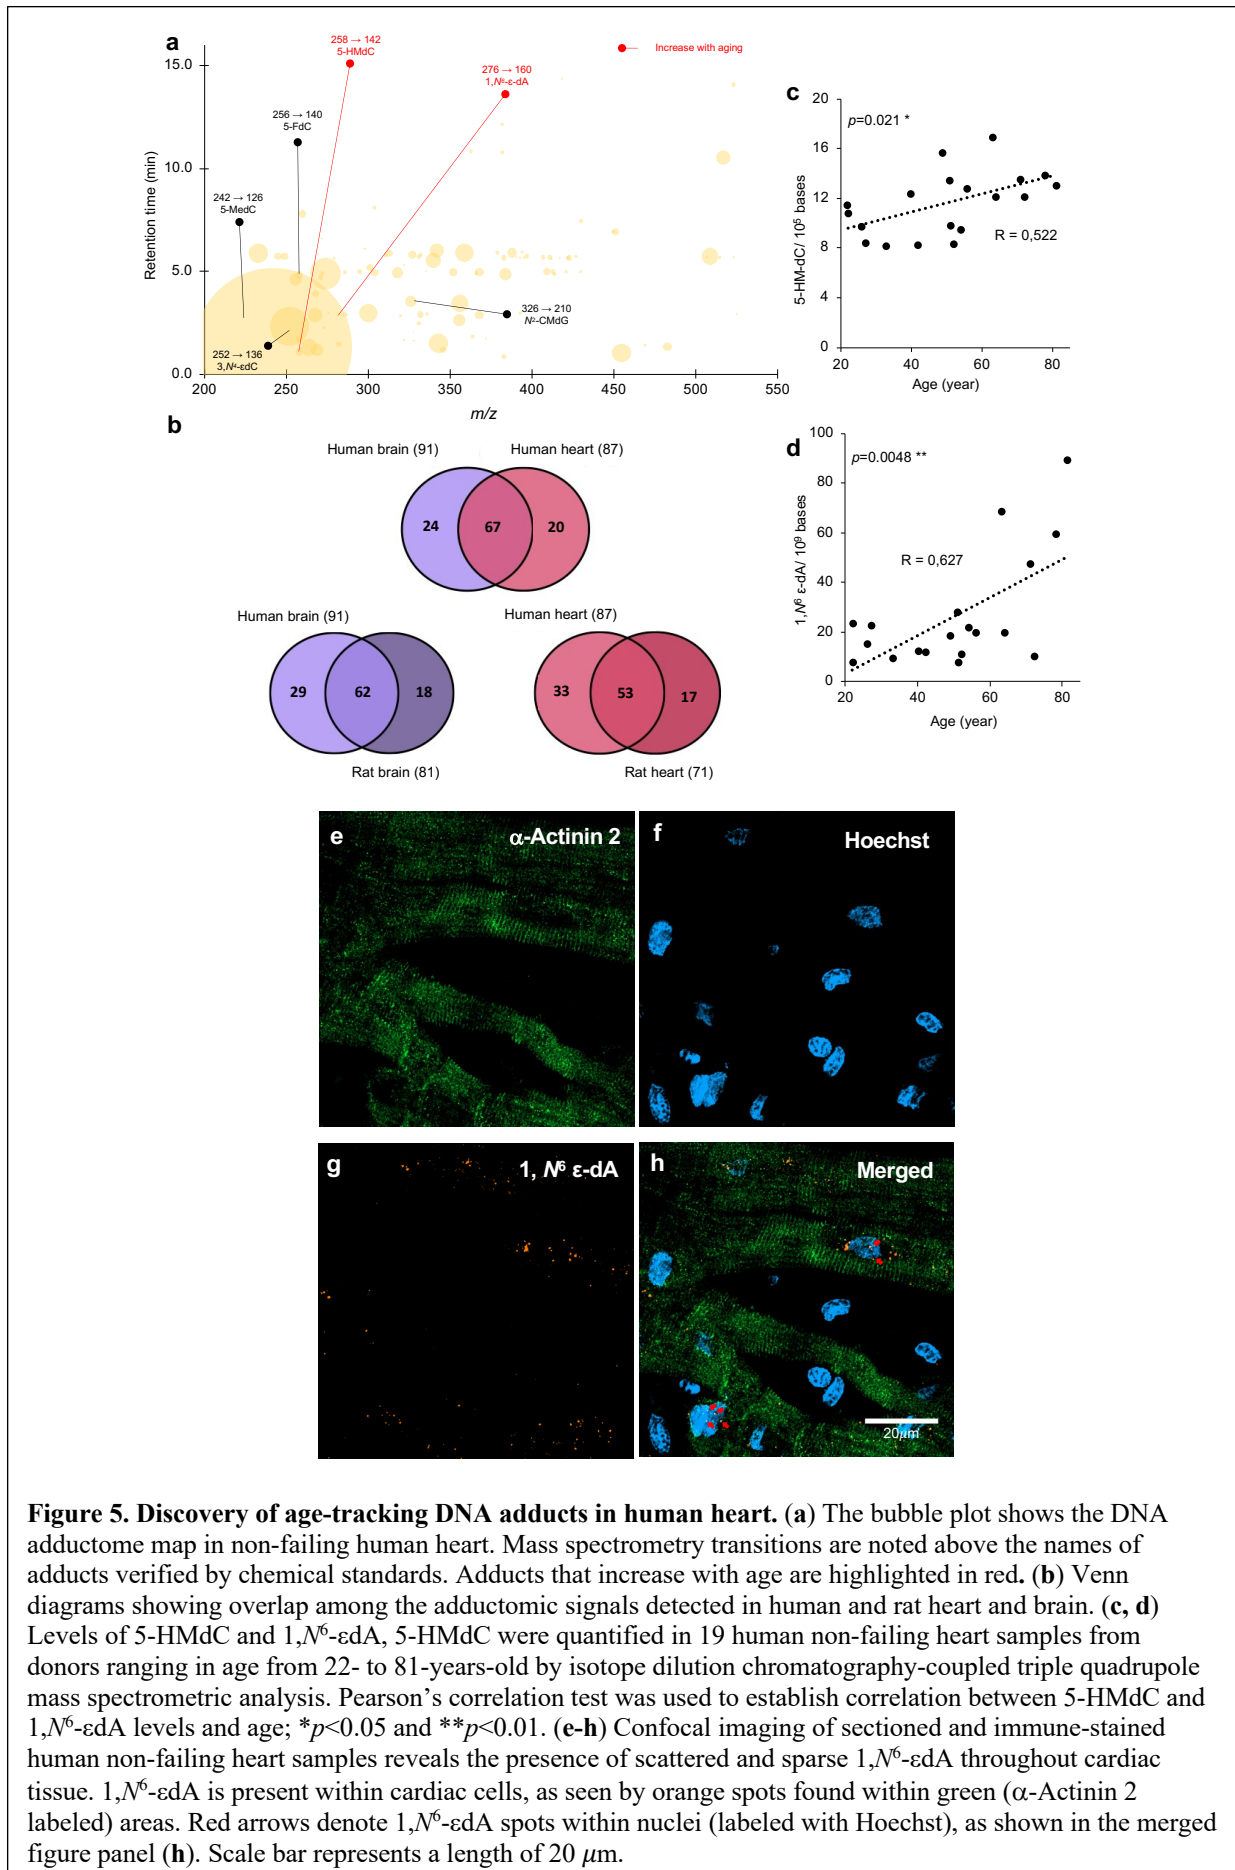 a
258 → 142
5-HMdC
276 → 160
1,N⁶-ε-dA
Increase with aging
256 → 140
5-FdC
242 → 126
5-MedC
252 → 136
3,N⁴-εdC
326 → 210
N²-CMdG
Retention time (min)
15.0
10.0
5.0
0.0
200 250 300 350 400 450 500 550
m/z
c
p=0.021 *
R = 0,522
5-HM-dC/ 10⁵ bases
20
16
12
8
4
0
20 40 60 80
Age (year)
b
Human brain (91) Human heart (87)
24 67 20
Human brain (91)
29 62 18
Rat brain (81)
Human heart (87)
33 53 17
Rat heart (71)
d
p=0.0048 **
R = 0,627
1,N⁶ ε-dA/ 10⁹ bases
100
80
60
40
20
0
20 40 60 80
Age (year)
e α-Actinin 2
f Hoechst
g 1, N⁶ ε-dA
h Merged
20μm
Figure 5. Discovery of age-tracking DNA adducts in human heart. (a) The bubble plot shows the DNA
adductome map in non-failing human heart. Mass spectrometry transitions are noted above the names of
adducts verified by chemical standards. Adducts that increase with age are highlighted in red. (b) Venn
diagrams showing overlap among the adductomic signals detected in human and rat heart and brain. (c, d)
Levels of 5-HMdC and 1,N⁶-εdA, 5-HMdC were quantified in 19 human non-failing heart samples from
donors ranging in age from 22- to 81-years-old by isotope dilution chromatography-coupled triple quadrupole
mass spectrometric analysis. Pearson’s correlation test was used to establish correlation between 5-HMdC and
1,N⁶-εdA levels and age; *p<0.05 and **p<0.01. (e-h) Confocal imaging of sectioned and immune-stained
human non-failing heart samples reveals the presence of scattered and sparse 1,N⁶-εdA throughout cardiac
tissue. 1,N⁶-εdA is present within cardiac cells, as seen by orange spots found within green (α-Actinin 2
labeled) areas. Red arrows denote 1,N⁶-εdA spots within nuclei (labeled with Hoechst), as shown in the merged
figure panel (h). Scale bar represents a length of 20 μm.